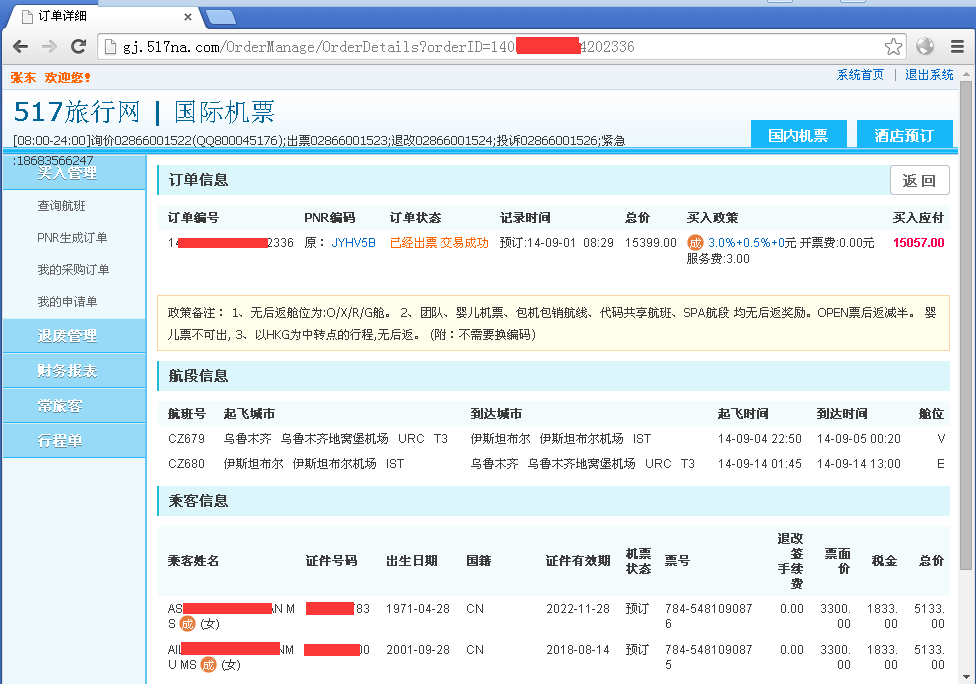 订单详细
gj.517na.com/OrderManage/OrderDetails?orderID=140 4202336
张东 欢迎您!
系统首页 | 退出系统
517旅行网 | 国际机票
[08:00-24:00]询价02866001522(QQ800045176);出票02866001523;退改02866001524;投诉02866001526;紧急
:18683566247
国内机票 酒店预订
买入管理
查询航班
PNR生成订单
我的采购订单
我的申请单
退废管理
财务报表
常旅客
行程单
订单信息
返 回
订单编号 PNR编码 订单状态 记录时间 总价 买入政策 买入应付
14 2336 原： JYHV5B 已经出票 交易成功 预订:14-09-01 08:29 15399.00 成 3.0%+0.5%+0元 开票费:0.00元 15057.00
服务费:3.00
政策备注： 1、无后返舱位为:O/X/R/G舱。 2、团队、婴儿机票、包机包销航线、代码共享航班、SPA航段 均无后返奖励。OPEN票后返减半。 婴
儿票不可出, 3、以HKG为中转点的行程,无后返。 (附：不需要换编码)
航段信息
航班号 起飞城市 到达城市 起飞时间 到达时间 舱位
CZ679 乌鲁木齐 乌鲁木齐地窝堡机场 URC T3 伊斯坦布尔 伊斯坦布尔机场 IST 14-09-04 22:50 14-09-05 00:20 V
CZ680 伊斯坦布尔 伊斯坦布尔机场 IST 乌鲁木齐 乌鲁木齐地窝堡机场 URC T3 14-09-14 01:45 14-09-14 13:00 E
乘客信息
乘客姓名 证件号码 出生日期 国籍 证件有效期 机票状态 票号 退改签手续费 票面价 税金 总价
AS AN M 83 1971-04-28 CN 2022-11-28 预订 784-548109087 0.00 3300. 1833. 5133.
S 成 (女) 6 00 00 00
AIL NM 00 2001-09-28 CN 2018-08-14 预订 784-548109087 0.00 3300. 1833. 5133.
U MS 成 (女) 5 00 00 00